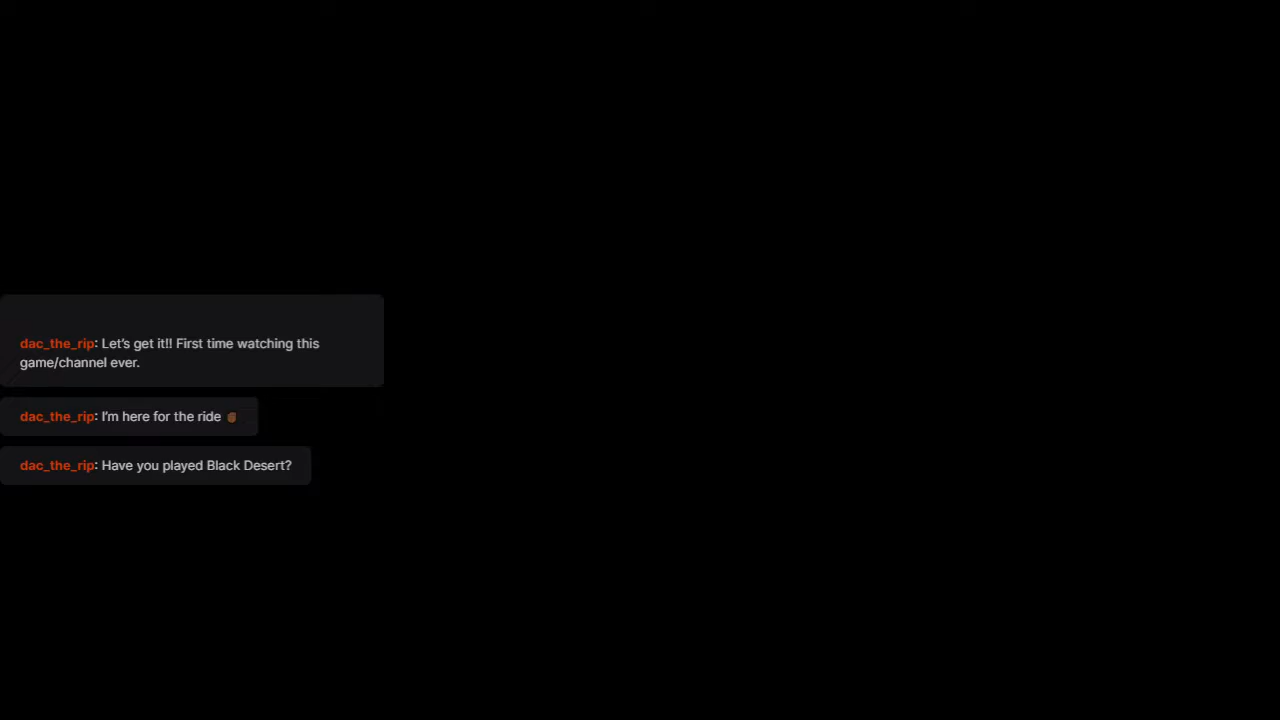 dac_the_rip: Let's get it!! First time watching this
game/channel ever.
dac_the_rip: I'm here for the ride ✊🏾
dac_the_rip: Have you played Black Desert?